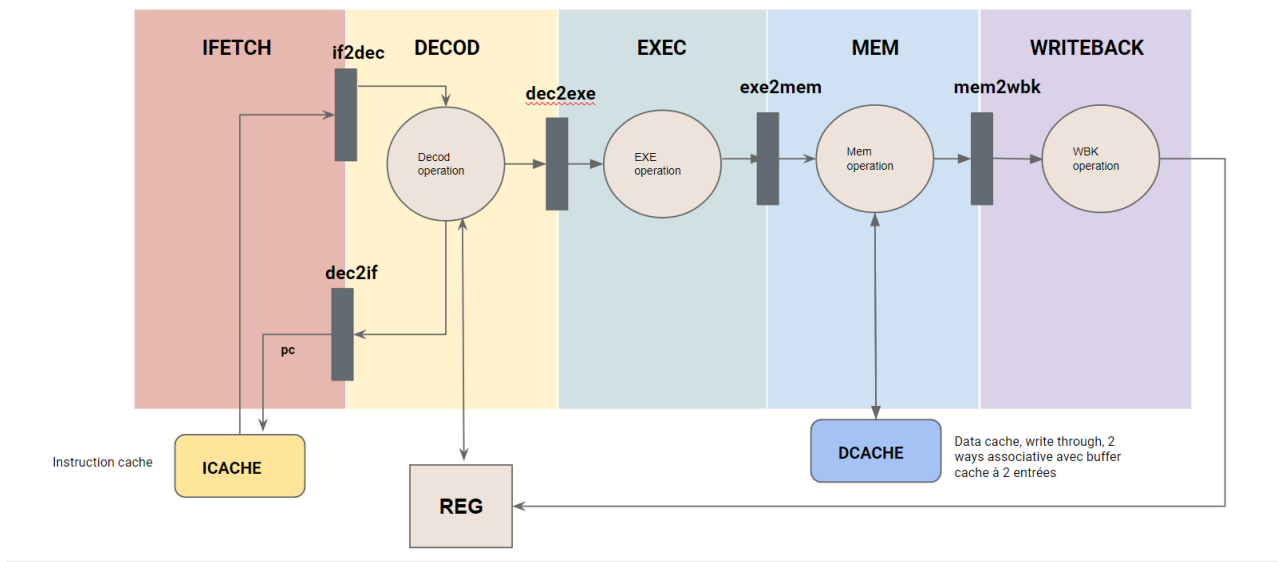 IFETCH
DECOD
EXEC
MEM
WRITEBACK
if2dec
dec2exe
exe2mem
mem2wbk
Decod
operation
EXE
operation
Mem
operation
WBK
operation
dec2if
pc
Instruction cache
ICACHE
REG
DCACHE
Data cache, write through, 2
ways associative avec buffer
cache à 2 entrées